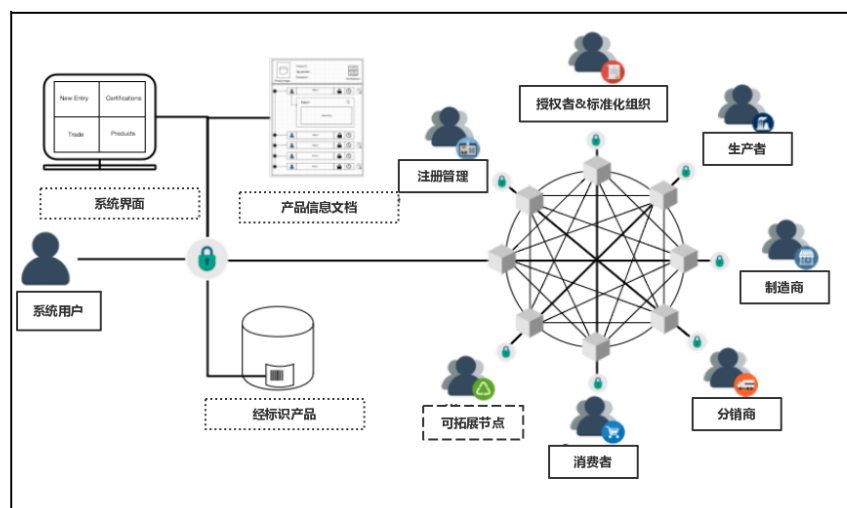 New Entry
Certifications
Trade
Products
系统界面
产品信息文档
系统用户
经标识产品
授权者&标准化组织
生产者
注册管理
制造商
分销商
可拓展节点
消费者